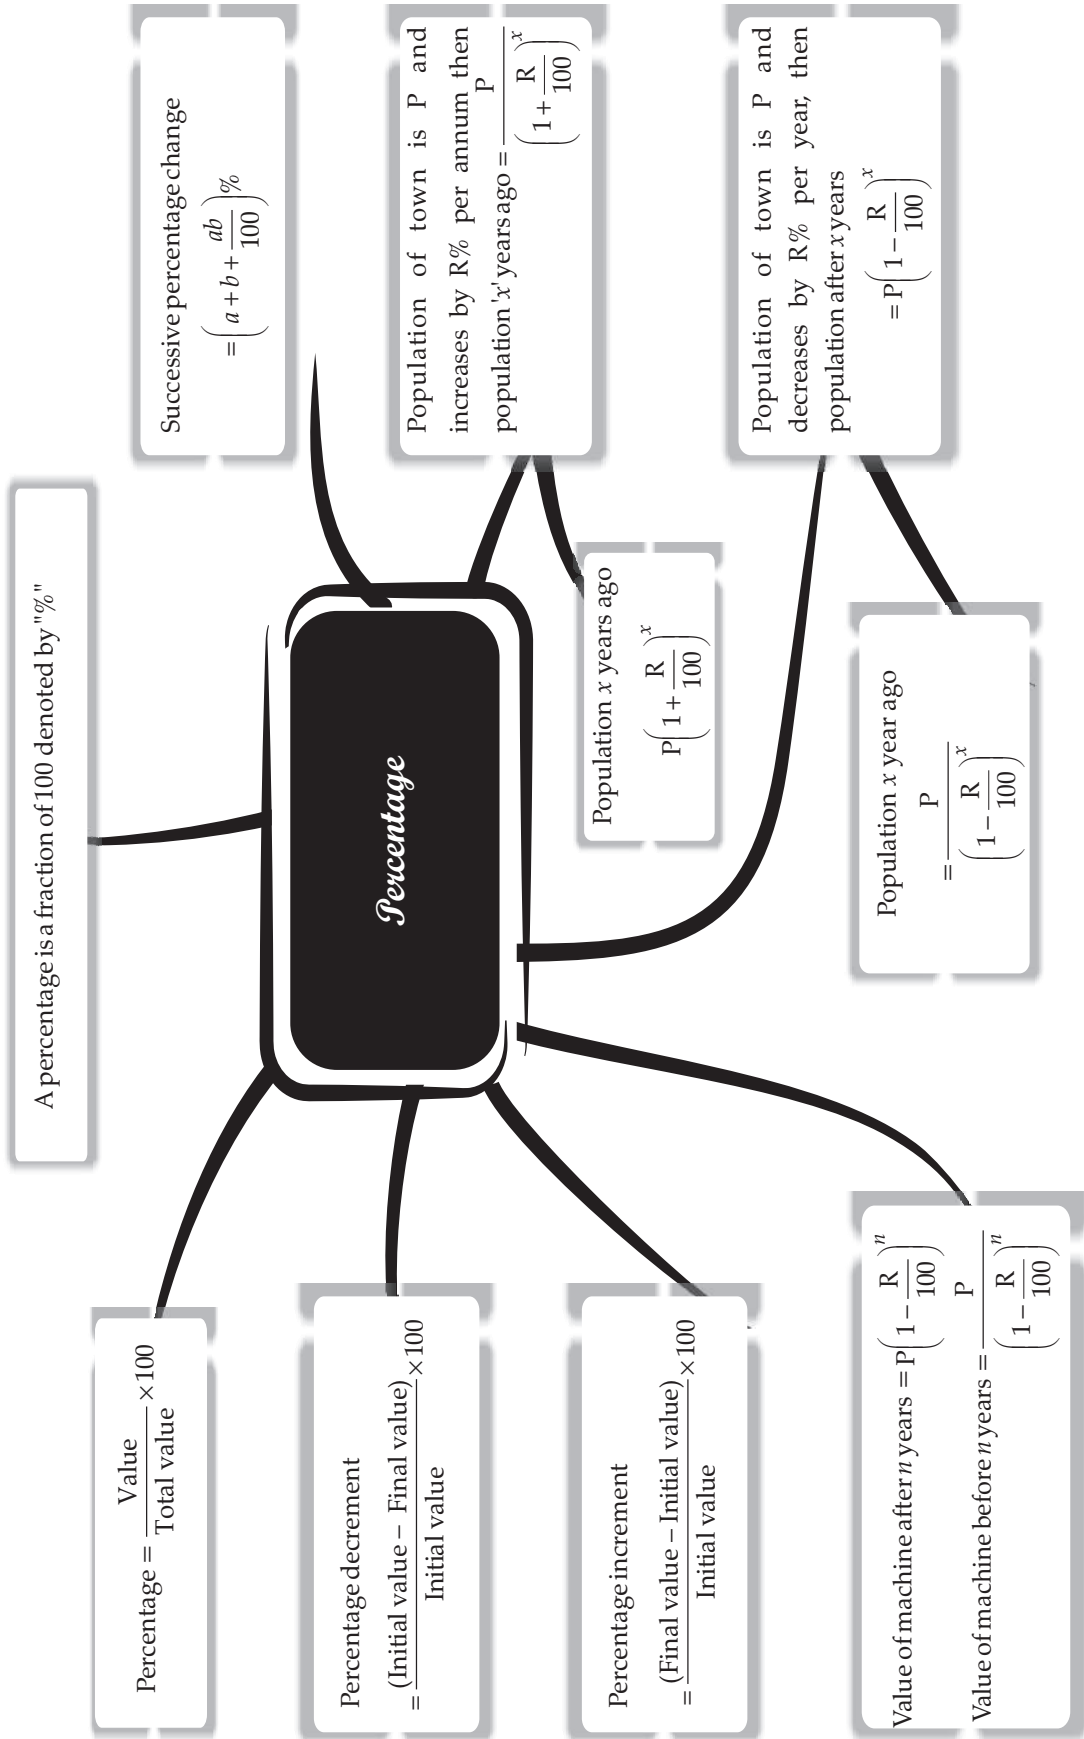 A percentage is a fraction of 100 denoted by "%"
Percentage
Percentage = Value / Total value × 100
Percentage decrement
= (Initial value − Final value) / Initial value × 100
Percentage increment
= (Final value − Initial value) / Initial value × 100
Value of machine after n years = P(1 − R/100)^n
Value of machine before n years = P / (1 − R/100)^n
Successive percentage change
= (a + b + ab/100)%
Population of town is P and
increases by R% per annum then
population 'x' years ago = P / (1 + R/100)^x
Population x years ago
P(1 + R/100)^x
Population of town is P and
decreases by R% per year, then
population after x years
= P(1 − R/100)^x
Population x year ago
= P / (1 − R/100)^x